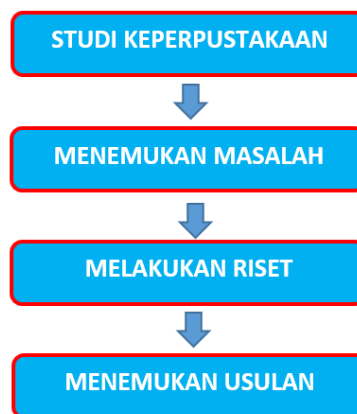 STUDI KEPERPUSTAKAAN
MENEMUKAN MASALAH
MELAKUKAN RISET
MENEMUKAN USULAN